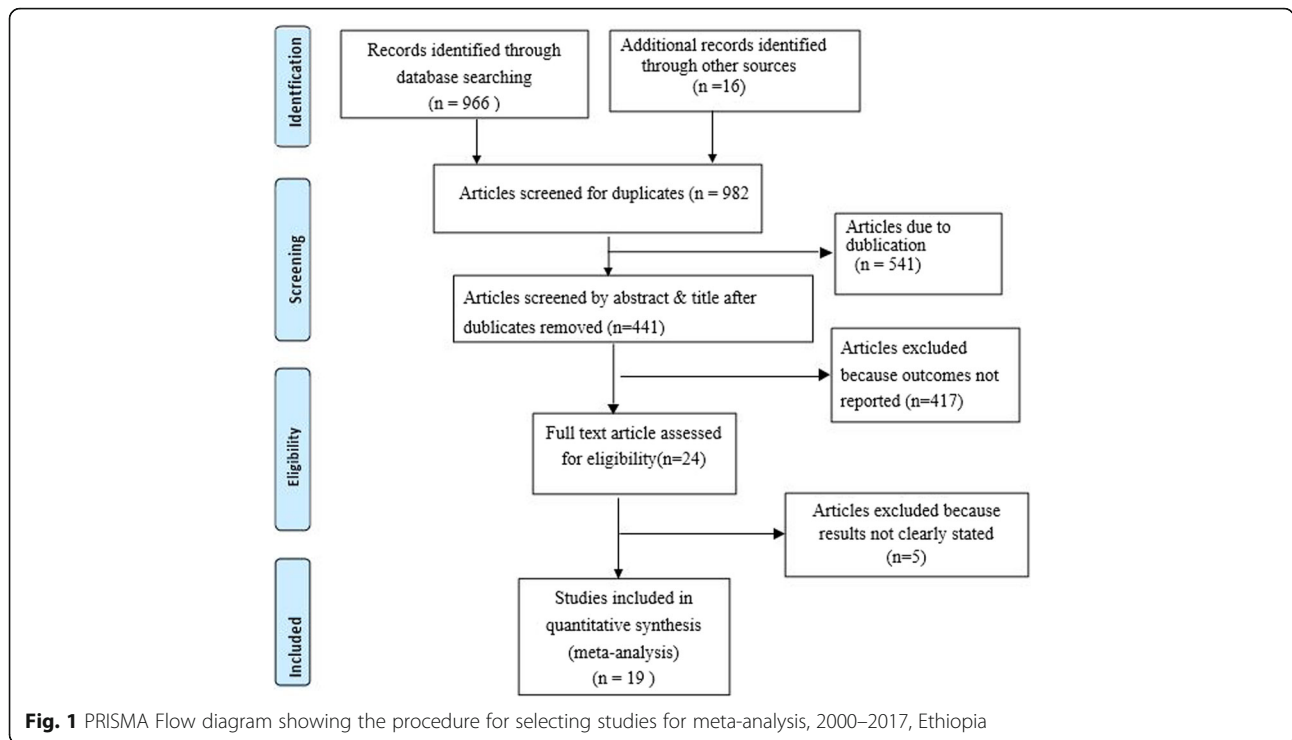 Identfication
Records identified through
database searching
(n = 966 )
Additional records identified
through other sources
(n =16)
Screening
Articles screened for duplicates (n = 982
Articles due to
dublication
(n = 541)
Articles screened by abstract & title after
dublicates removed (n=441)
Articles excluded
because outcomes not
reported (n=417)
Eligibility
Full text article assessed
for eligibility(n=24)
Articles excluded because
results not clearly stated
(n=5)
Included
Studies included in
quantitative synthesis
(meta-analysis)
(n = 19 )
Fig. 1 PRISMA Flow diagram showing the procedure for selecting studies for meta-analysis, 2000–2017, Ethiopia